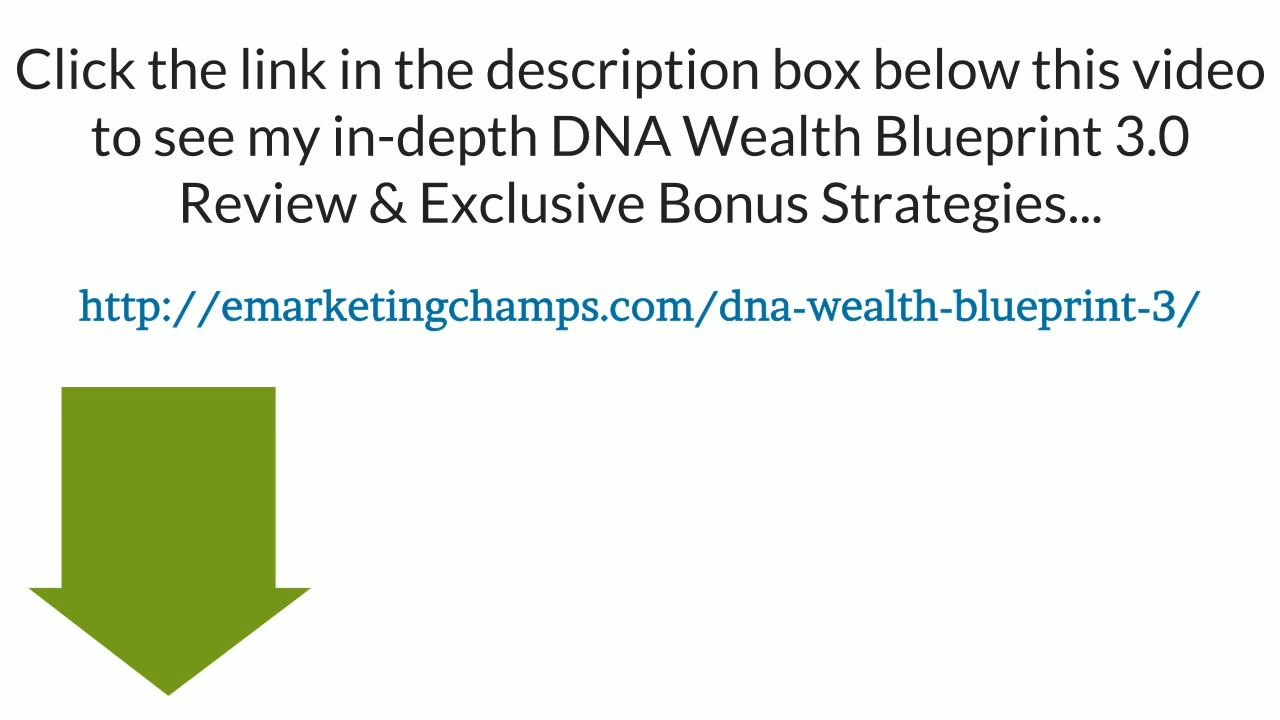 Click the link in the description box below this video
to see my in-depth DNA Wealth Blueprint 3.0
Review & Exclusive Bonus Strategies...
http://emarketingchamps.com/dna-wealth-blueprint-3/